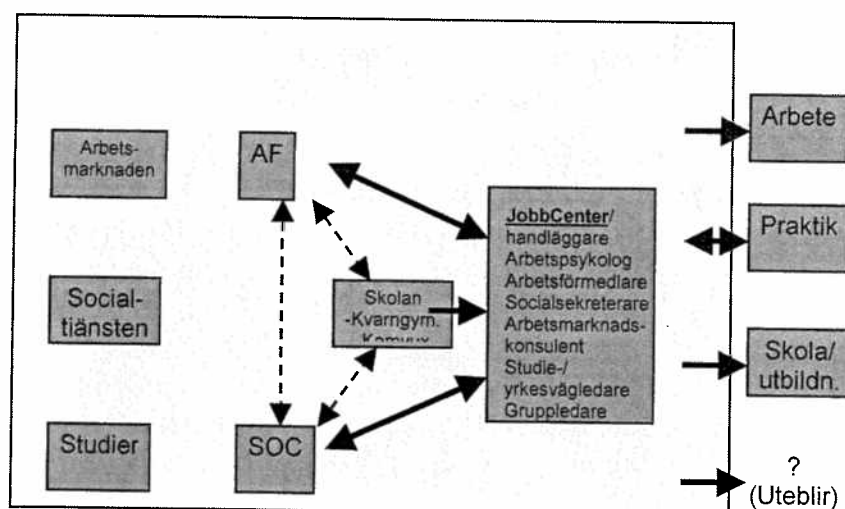 Arbets-
marknaden
AF
Social-
tiänsten
Skolan
-Kvarngym.
Studier
SOC
JobbCenter/
handläggare
Arbetspsykolog
Arbetsförmedlare
Socialsekreterare
Arbetsmarknads-
konsulent
Studie-/
yrkesvägledare
Gruppledare
Arbete
Praktik
Skola/
utbildn.
?
(Uteblir)